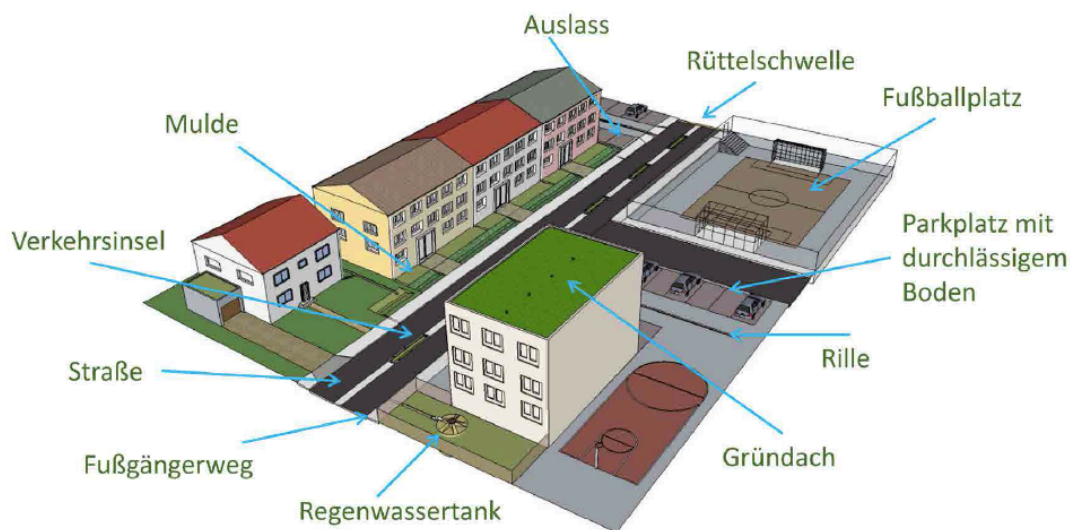 Auslass
Rüttelschwelle
Fußballplatz
Mulde
Verkehrsinsel
Parkplatz mit
durchlässigem
Boden
Straße
Rille
Fußgängerweg
Gründach
Regenwassertank